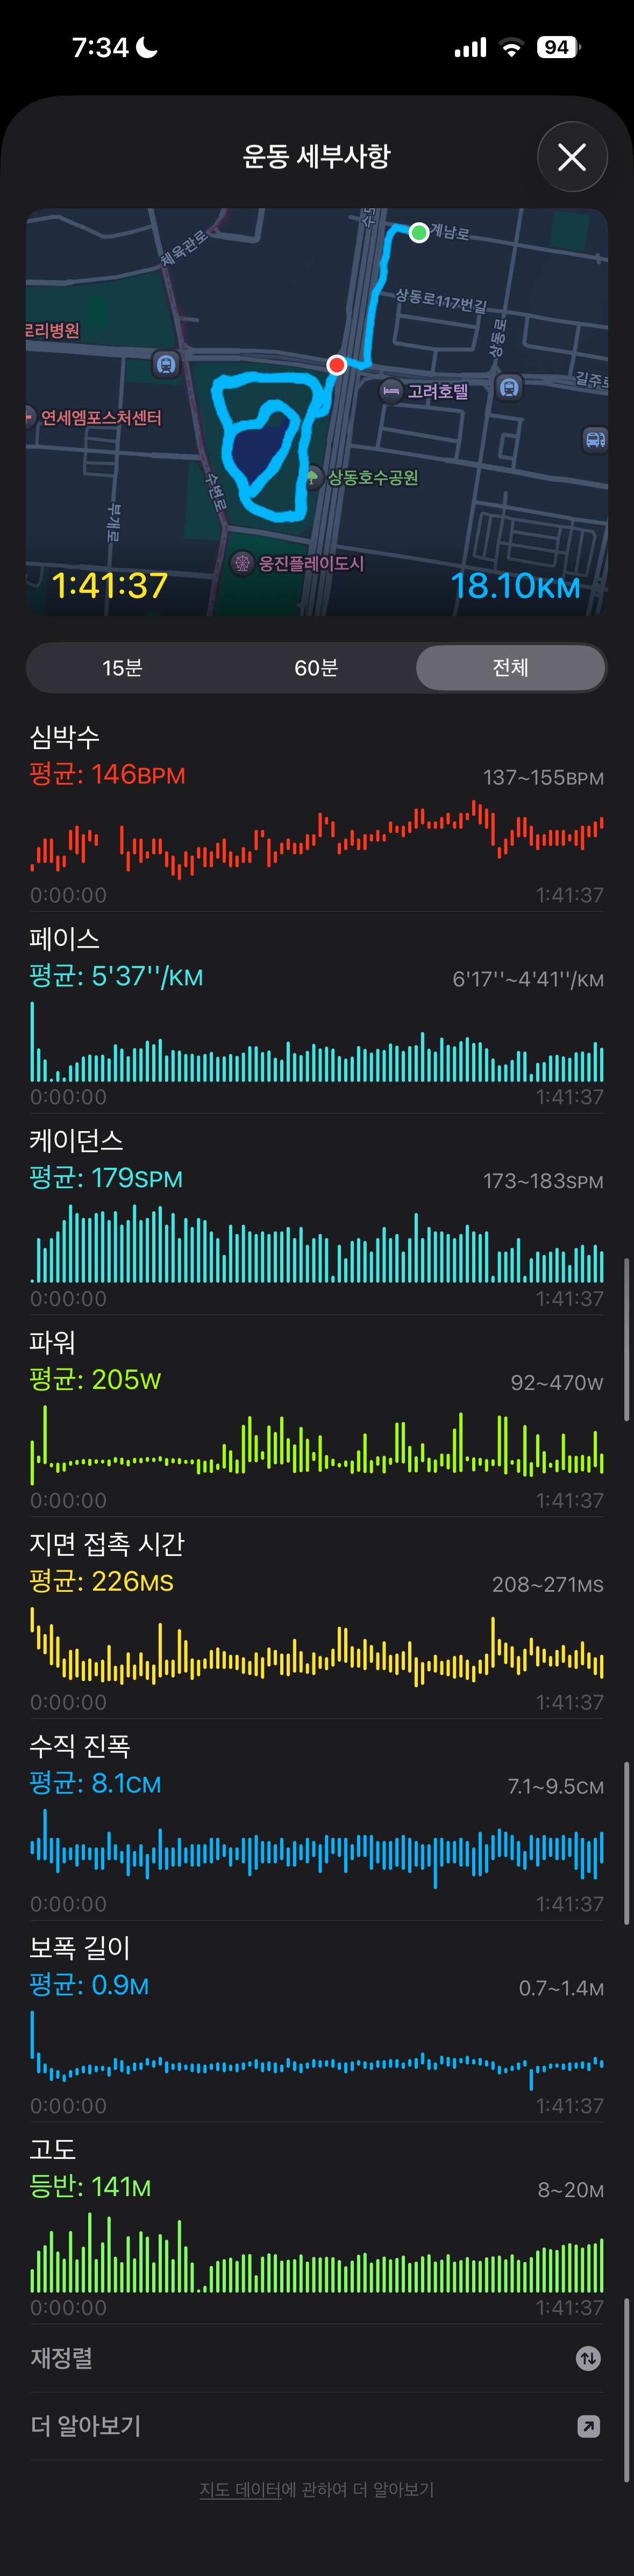 7:34
94
운동 세부사항
계남로
체육관로
상동로117번길
상동로
로리병원
고려호텔
길주로
연세엠포스처센터
수변로
상동호수공원
부개로
웅진플레이도시
1:41:37
18.10KM
15분
60분
전체
심박수
평균: 146BPM
137~155BPM
0:00:00
1:41:37
페이스
평균: 5'37''/KM
6'17''~4'41''/KM
0:00:00
1:41:37
케이던스
평균: 179SPM
173~183SPM
0:00:00
1:41:37
파워
평균: 205W
92~470W
0:00:00
1:41:37
지면 접촉 시간
평균: 226MS
208~271MS
0:00:00
1:41:37
수직 진폭
평균: 8.1CM
7.1~9.5CM
0:00:00
1:41:37
보폭 길이
평균: 0.9M
0.7~1.4M
0:00:00
1:41:37
고도
등반: 141M
8~20M
0:00:00
1:41:37
재정렬
더 알아보기
지도 데이터에 관하여 더 알아보기